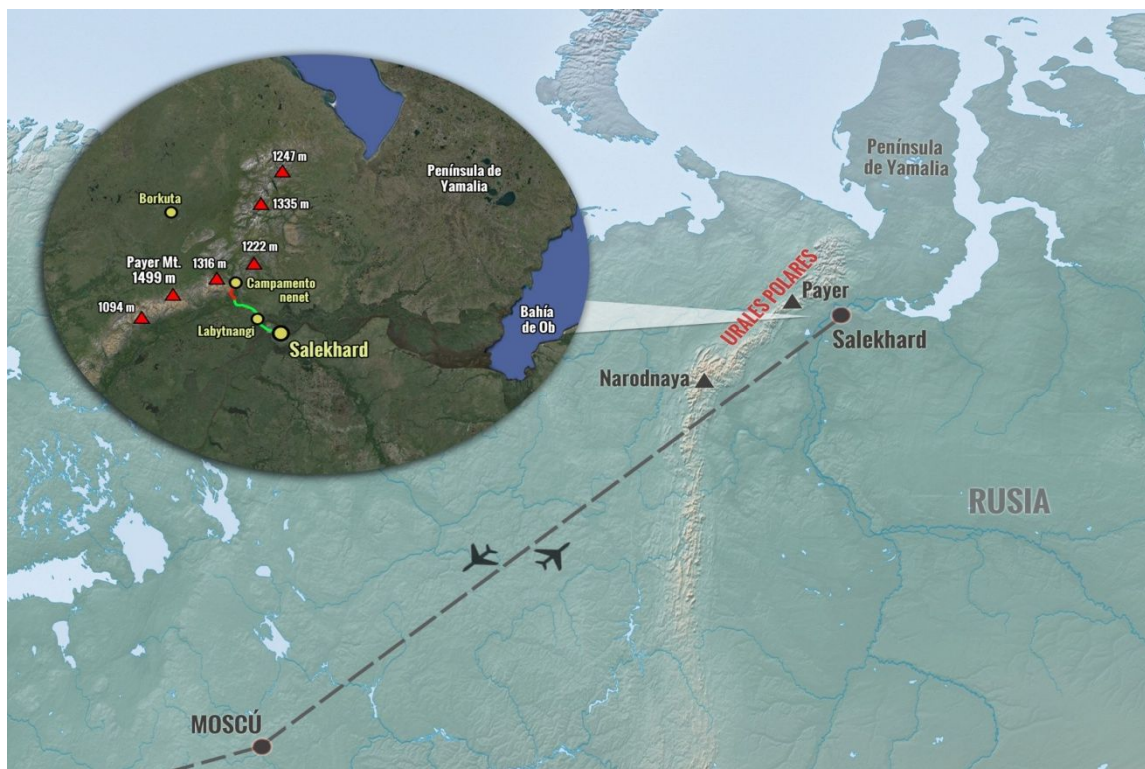 1247 m
Península de
Yamalia
Borkuta
1335 m
1222 m
Payer Mt.
1499 m
1316 m
Campamento
nenet
1094 m
Labytnangi
Salekhard
Bahía
de Ob
Península
de Yamalia
URALES POLARES
Payer
Salekhard
Narodnaya
RUSIA
MOSCÚ